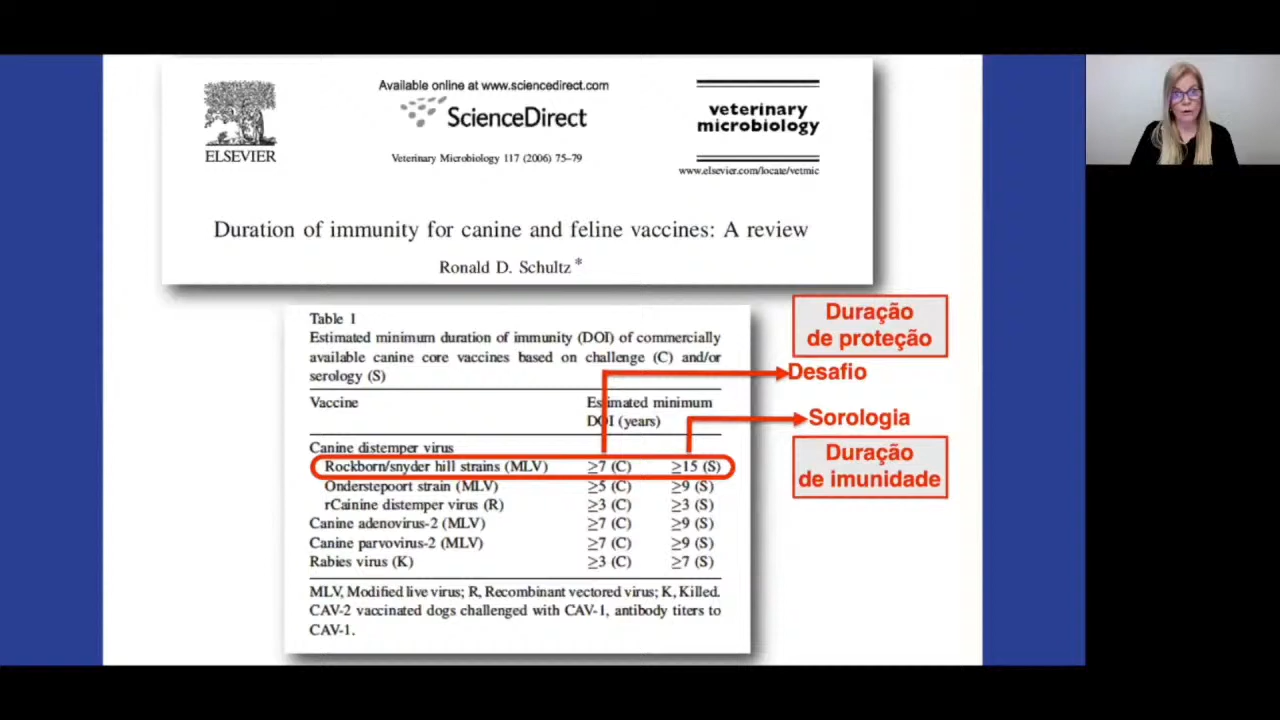 ELSEVIER
Available online at www.sciencedirect.com
ScienceDirect
Veterinary Microbiology 117 (2006) 75–79
veterinary
microbiology
www.elsevier.com/locate/vetmic
Duration of immunity for canine and feline vaccines: A review
Ronald D. Schultz *
Table 1
Estimated minimum duration of immunity (DOI) of commercially
available canine core vaccines based on challenge (C) and/or
serology (S)
Vaccine Estimated minimum
DOI (years)
Canine distemper virus
Rockborn/snyder hill strains (MLV) ≥7 (C) ≥15 (S)
Onderstepoort strain (MLV) ≥5 (C) ≥9 (S)
rCainine distemper virus (R) ≥3 (C) ≥3 (S)
Canine adenovirus-2 (MLV) ≥7 (C) ≥9 (S)
Canine parvovirus-2 (MLV) ≥7 (C) ≥9 (S)
Rabies virus (K) ≥3 (C) ≥7 (S)
MLV, Modified live virus; R, Recombinant vectored virus; K, Killed.
CAV-2 vaccinated dogs challenged with CAV-1, antibody titers to
CAV-1.
Duração
de proteção
Desafio
Sorologia
Duração
de imunidade